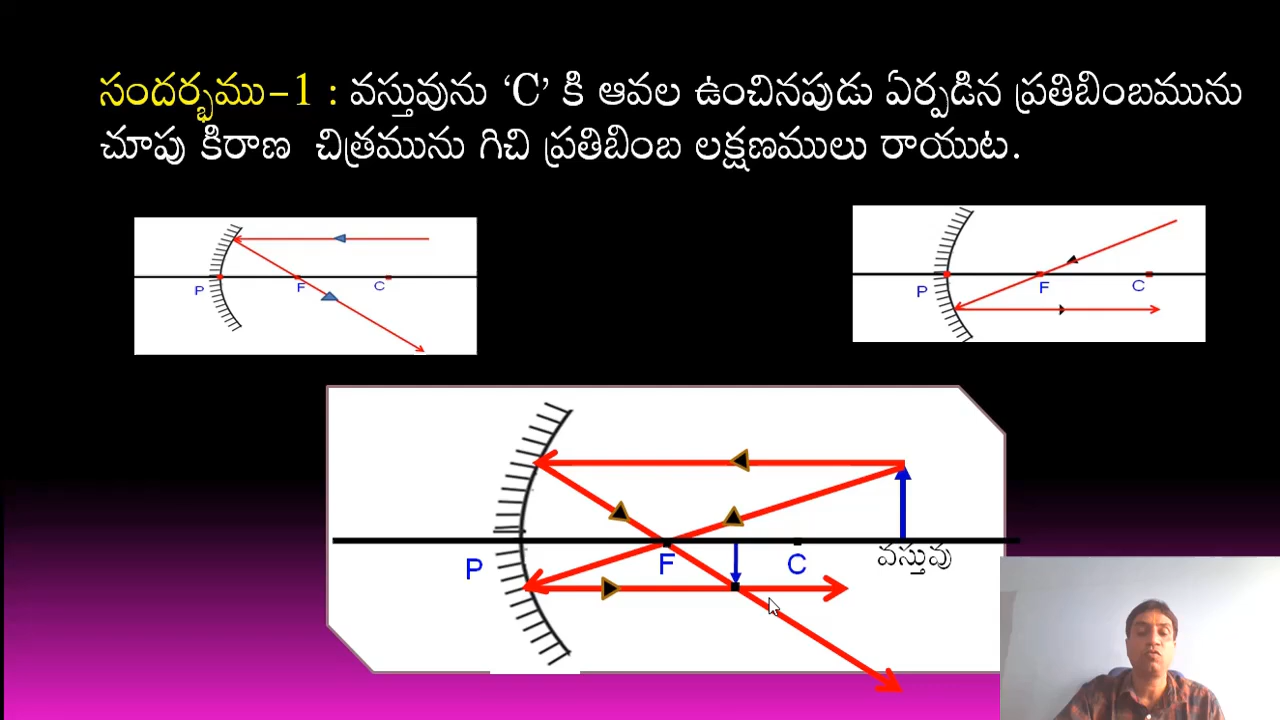 సందర్భము-1 : వస్తువును ‘C’ కి ఆవల ఉంచినపుడు ఏర్పడిన ప్రతిబింబమును
చూపు కిరాణ చిత్రమును గిచి ప్రతిబింబ లక్షణములు రాయుట.
P F C
P F C
P F C వస్తువు